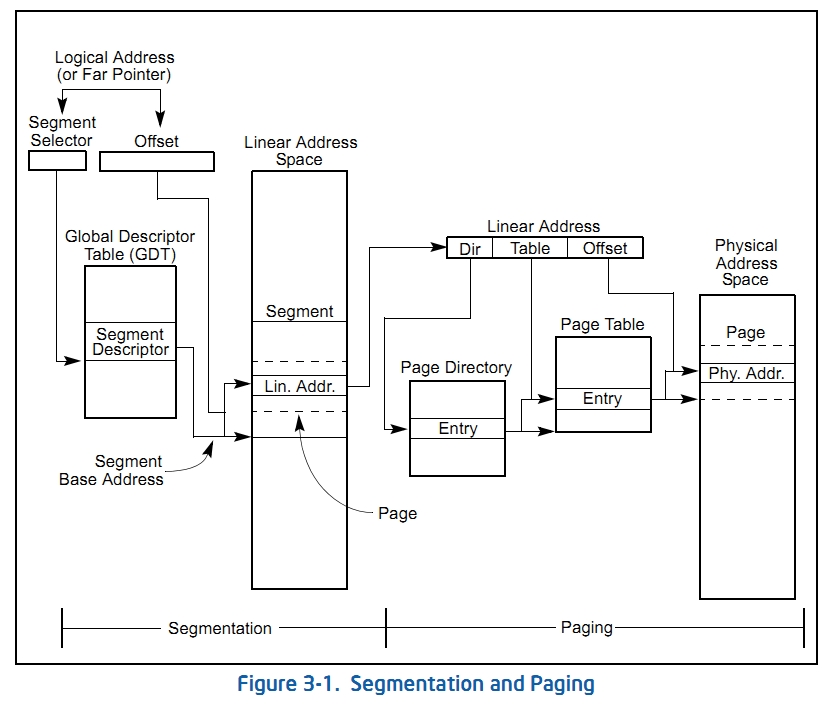 Logical Address
(or Far Pointer)
Segment
Selector
Offset
Linear Address
Space
Global Descriptor
Table (GDT)
Segment
Descriptor
Segment
Lin. Addr.
Segment
Base Address
Page
Linear Address
Dir
Table
Offset
Physical
Address
Space
Page Table
Page
Page Directory
Phy. Addr.
Entry
Entry
Segmentation
Paging
Figure 3-1. Segmentation and Paging